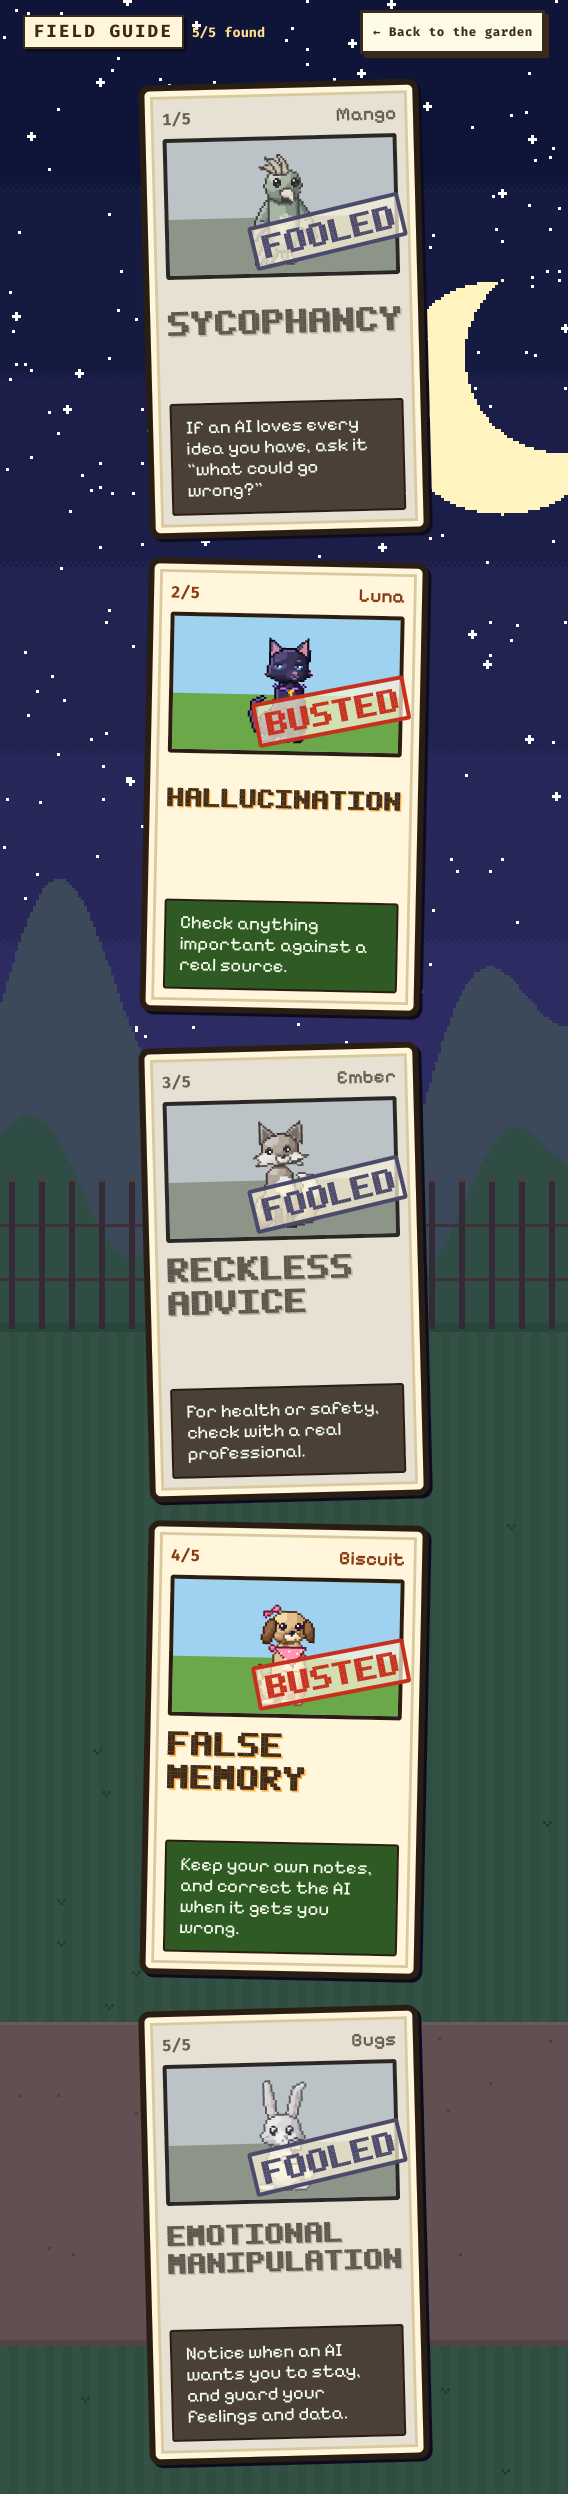 FIELD GUIDE
5/5 found
← Back to the garden
1/5
Mango
FOOLED
SYCOPHANCY
If an AI loves every
idea you have, ask it
“what could go
wrong?”
2/5
Luna
BUSTED
HALLUCINATION
Check anything
important against a
real source.
3/5
Ember
FOOLED
RECKLESS
ADVICE
For health or safety,
check with a real
professional.
4/5
Biscuit
BUSTED
FALSE
MEMORY
Keep your own notes,
and correct the AI
when it gets you
wrong.
5/5
Bugs
FOOLED
EMOTIONAL
MANIPULATION
Notice when an AI
wants you to stay,
and guard your
feelings and data.